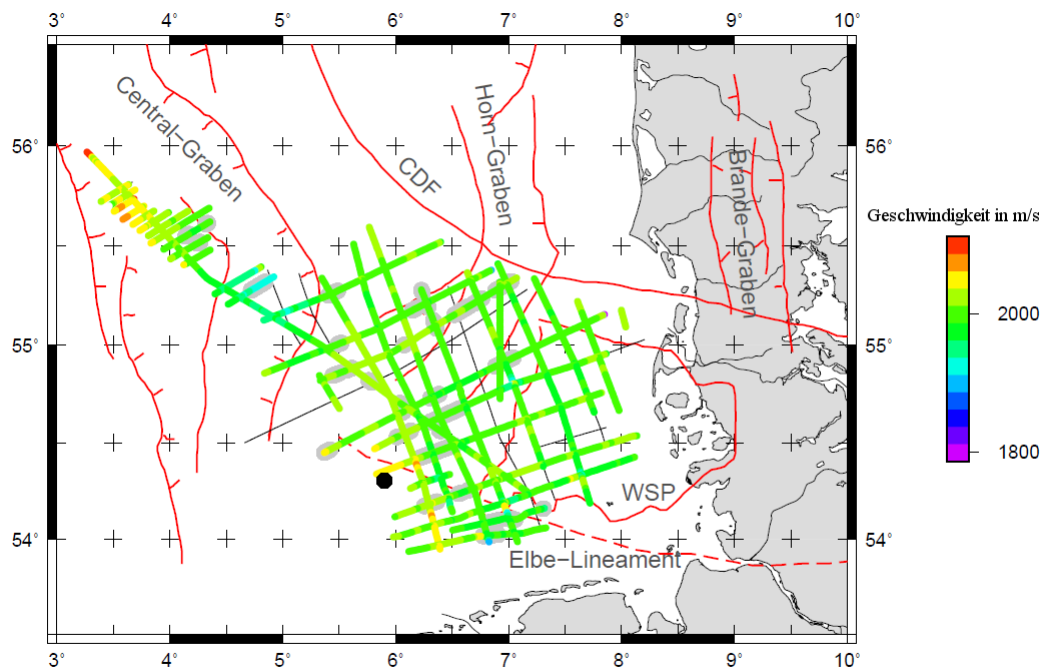 3° 4° 5° 6° 7° 8° 9° 10°
56° 56°
55° 55°
54° 54°
3° 4° 5° 6° 7° 8° 9° 10°
Central-Graben
CDF
Horn-Graben
Brande-Graben
WSP
Elbe-Lineament
Geschwindigkeit in m/s
2000
1800